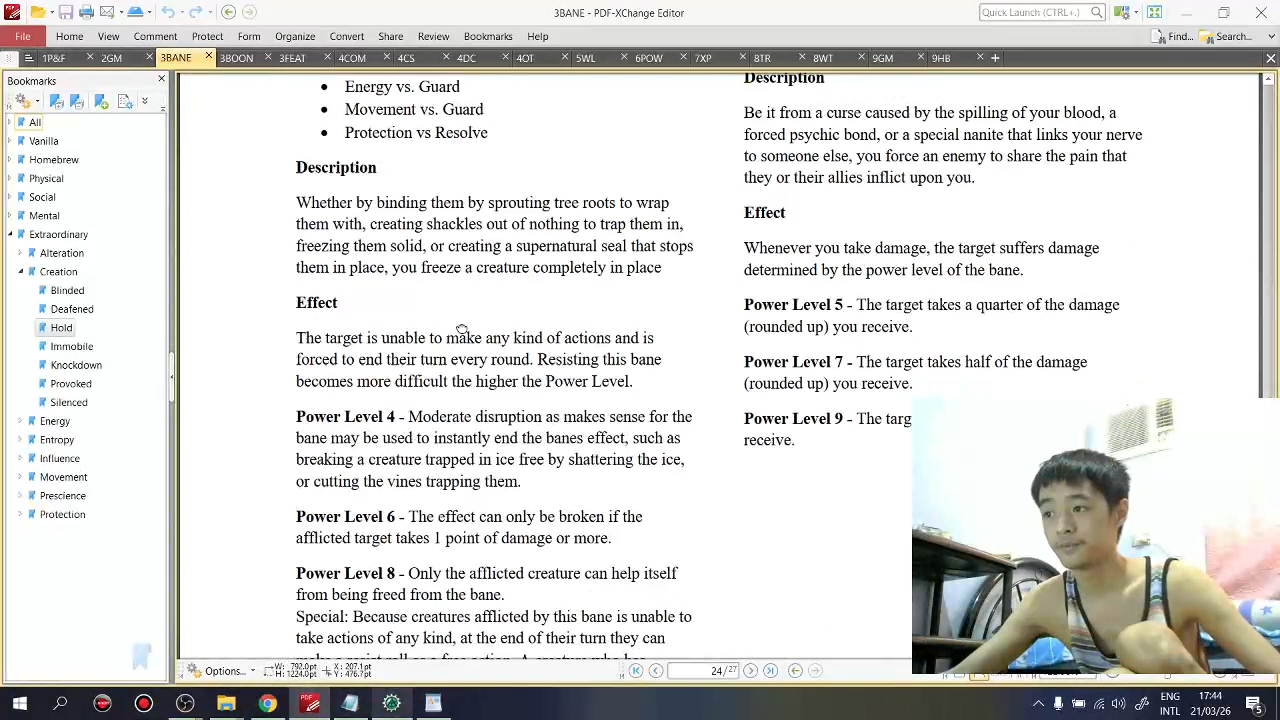 3BANE - PDF-XChange Editor
Quick Launch (CTRL+.)
File
Home
View
Comment
Protect
Form
Organize
Convert
Share
Review
Bookmarks
Help
Find...
Search...
1P&F
2GM
3BANE
3BOON
3FEAT
4COM
4CS
4DC
4OT
5WL
6POW
7XP
8TR
8WT
9GM
9HB
Bookmarks
All
Vanilla
Homebrew
Physical
Social
Mental
Extraordinary
Alteration
Creation
Blinded
Deafened
Hold
Immobile
Knockdown
Provoked
Silenced
Energy
Entropy
Influence
Movement
Prescience
Protection
• Energy vs. Guard
• Movement vs. Guard
• Protection vs Resolve
Description
Whether by binding them by sprouting tree roots to wrap
them with, creating shackles out of nothing to trap them in,
freezing them solid, or creating a supernatural seal that stops
them in place, you freeze a creature completely in place
Effect
The target is unable to make any kind of actions and is
forced to end their turn every round. Resisting this bane
becomes more difficult the higher the Power Level.
Power Level 4 - Moderate disruption as makes sense for the
bane may be used to instantly end the banes effect, such as
breaking a creature trapped in ice free by shattering the ice,
or cutting the vines trapping them.
Power Level 6 - The effect can only be broken if the
afflicted target takes 1 point of damage or more.
Power Level 8 - Only the afflicted creature can help itself
from being freed from the bane.
Special: Because creatures afflicted by this bane is unable to
take actions of any kind, at the end of their turn they can
Description
Be it from a curse caused by the spilling of your blood, a
forced psychic bond, or a special nanite that links your nerve
to someone else, you force an enemy to share the pain that
they or their allies inflict upon you.
Effect
Whenever you take damage, the target suffers damage
determined by the power level of the bane.
Power Level 5 - The target takes a quarter of the damage
(rounded up) you receive.
Power Level 7 - The target takes half of the damage
(rounded up) you receive.
Power Level 9 - The targ
receive.
Options...
W: 792.0pt
H: 1224.0pt
X: 207.1pt
Y: 476.7pt
24 / 27
ENG
INTL
17:44
21/03/26
5